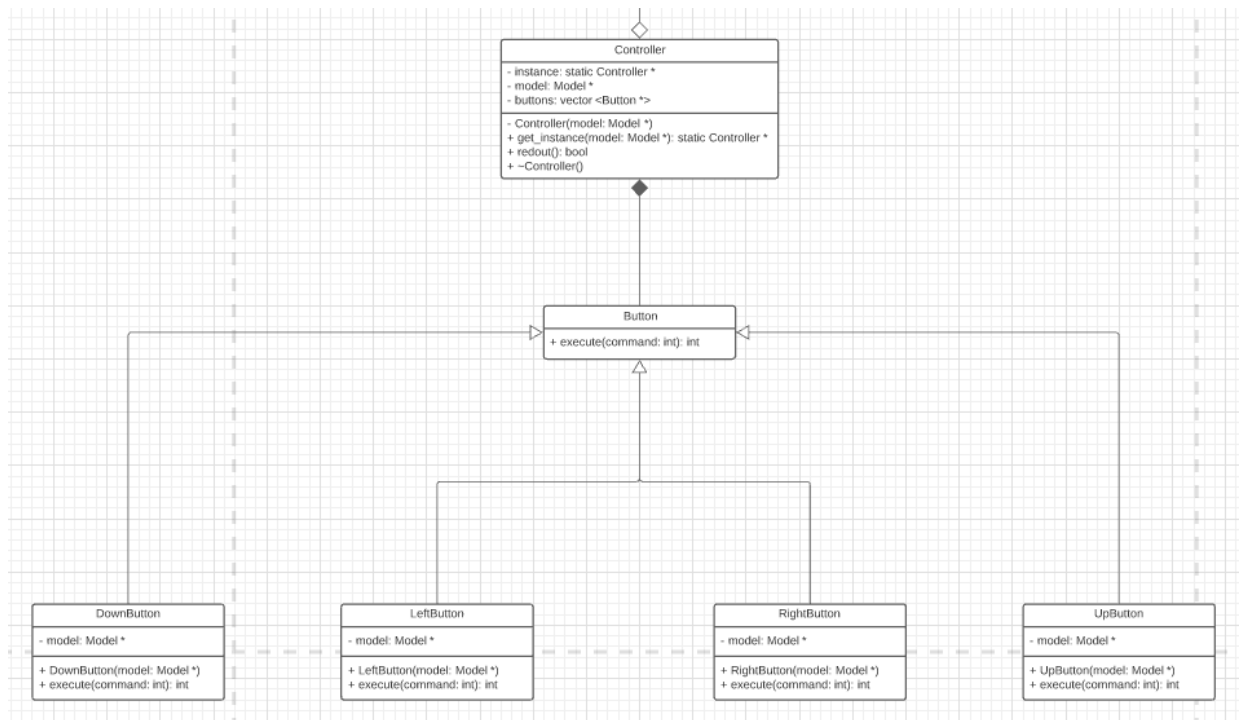 Controller
- instance: static Controller *
- model: Model *
- buttons: vector <Button *>
- Controller(model: Model *)
+ get_instance(model: Model *): static Controller *
+ redout(): bool
+ ~Controller()
Button
+ execute(command: int): int
DownButton
- model: Model *
+ DownButton(model: Model *)
+ execute(command: int): int
LeftButton
- model: Model *
+ LeftButton(model: Model *)
+ execute(command: int): int
RightButton
- model: Model *
+ RightButton(model: Model *)
+ execute(command: int): int
UpButton
- model: Model *
+ UpButton(model: Model *)
+ execute(command: int): int